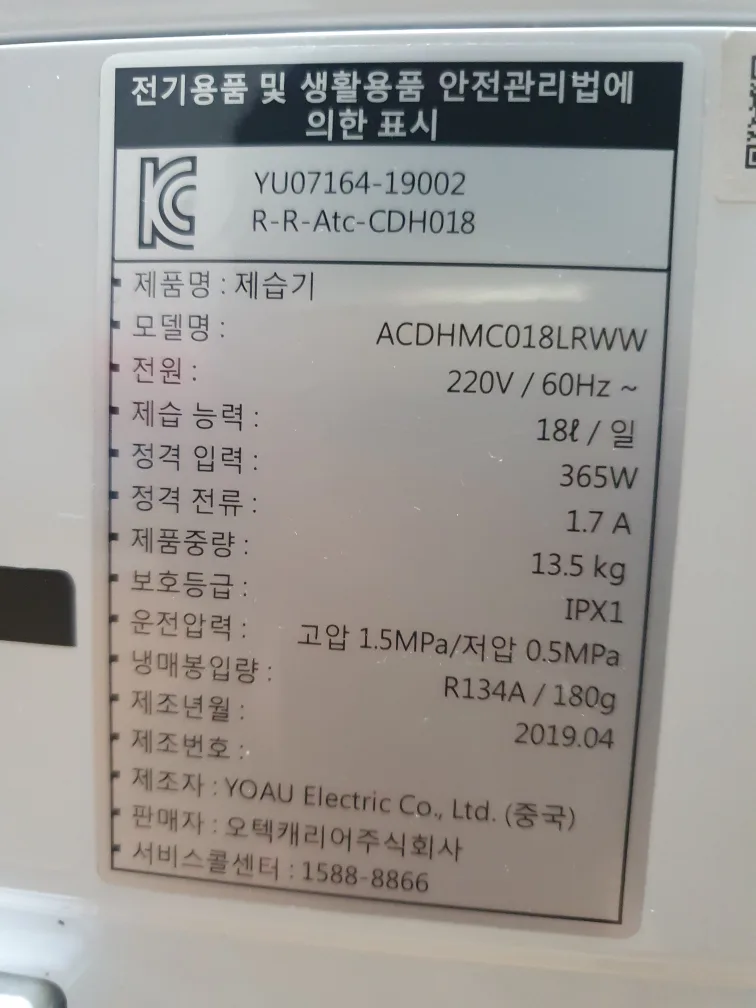 전기용품 및 생활용품 안전관리법에
의한 표시
YU07164-19002
R-R-Atc-CDH018
제품명 : 제습기
모델명 : ACDHMC018LRWW
전원 : 220V / 60Hz ~
제습 능력 : 18ℓ / 일
정격 입력 : 365W
정격 전류 : 1.7 A
제품중량 : 13.5 kg
보호등급 : IPX1
운전압력 : 고압 1.5MPa/저압 0.5MPa
냉매봉입량 : R134A / 180g
제조년월 : 2019.04
제조번호 :
제조자 : YOAU Electric Co., Ltd. (중국)
판매자 : 오텍캐리어주식회사
서비스콜센터 : 1588-8866